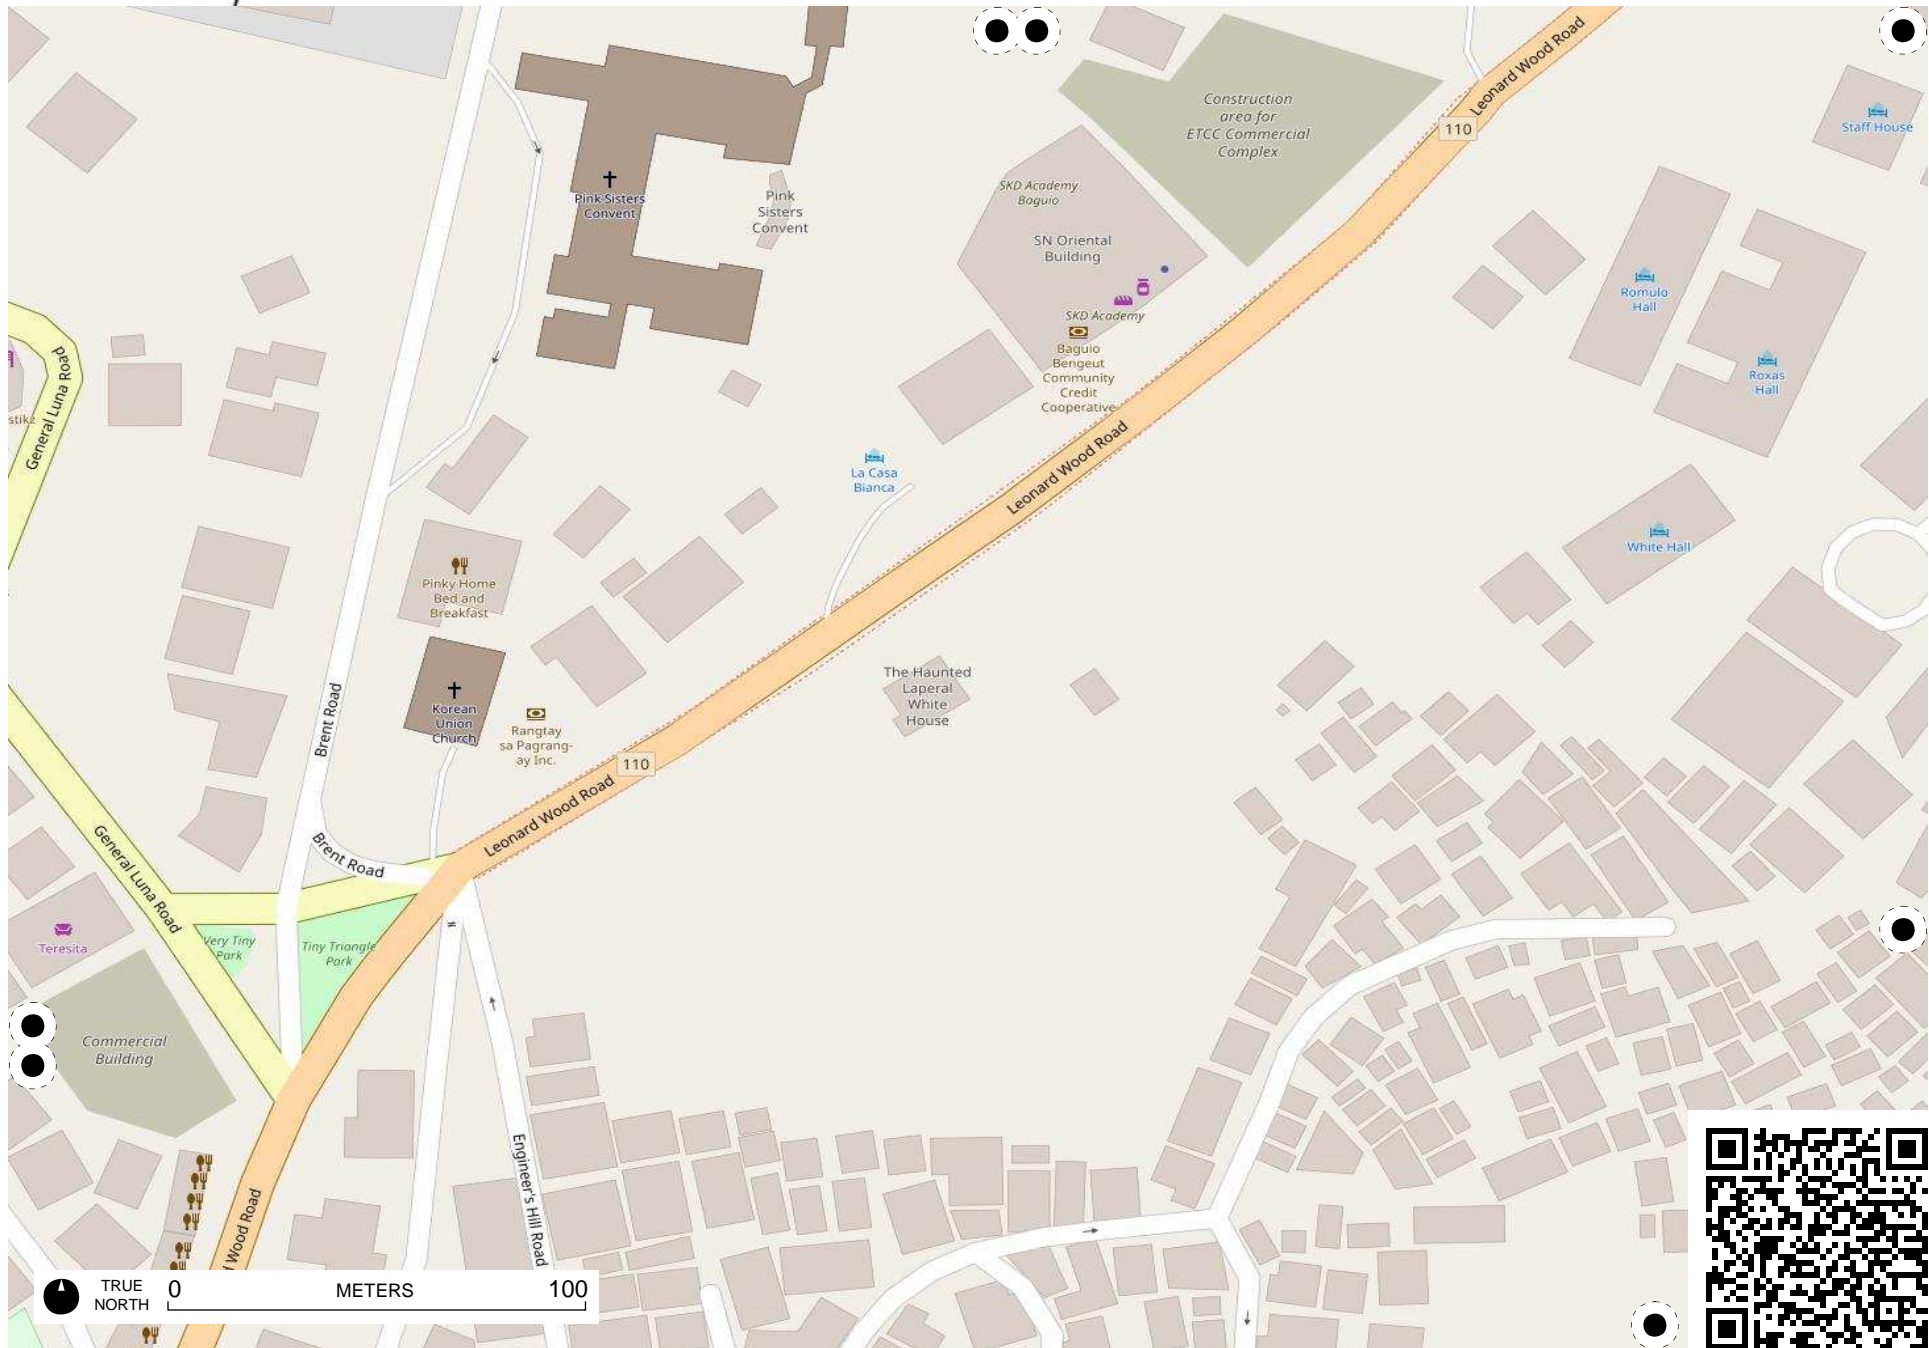 Leonard Wood Road
110
Construction
area for
ETCC Commercial
Complex
Staff House
SKD Academy
Baguio
SN Oriental
Building
SKD Academy
Baguio
Bengeut
Community
Credit
Cooperative
Romulo
Hall
Roxas
Hall
Pink Sisters
Convent
Pink
Sisters
Convent
General Luna Road
stikz
La Casa
Bianca
Leonard Wood Road
White Hall
Pinky Home
Bed and
Breakfast
The Haunted
Laperal
White
House
Korean
Union
Church
Rangtay
sa Pagrang-
ay Inc.
Brent Road
110
Leonard Wood Road
Brent Road
General Luna Road
Teresita
Very Tiny
Park
Tiny Triangle
Park
Commercial
Building
Engineer's Hill Road
Wood Road
TRUE
NORTH
0
METERS
100